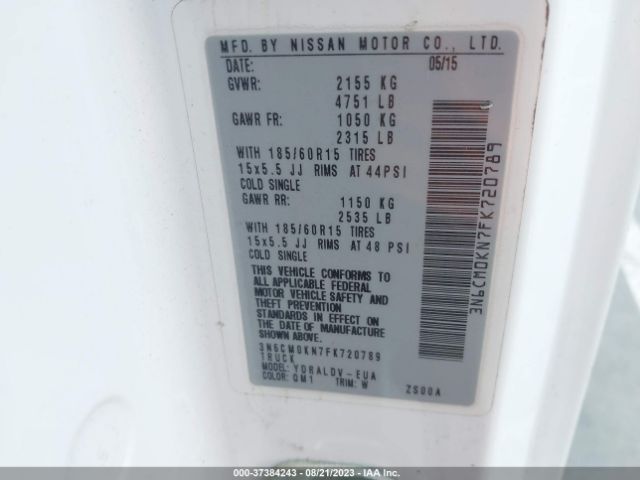 MFD. BY NISSAN MOTOR CO., LTD.
DATE: 05/15
GVWR: 2155 KG
4751 LB
GAWR FR: 1050 KG
2315 LB
WITH 185/60R15 TIRES
15x5.5 JJ RIMS AT 44PSI
COLD SINGLE
GAWR RR: 1150 KG
2535 LB
WITH 185/60R15 TIRES
15x5.5 JJ RIMS AT 48 PSI
COLD SINGLE
THIS VEHICLE CONFORMS TO
ALL APPLICABLE FEDERAL
MOTOR VEHICLE SAFETY AND
THEFT PREVENTION
STANDARDS IN EFFECT ON
THE DATE OF MANUFACTURE
SHOWN ABOVE.
3N6CM0KN7FK720789
TRUCK
MODEL: YDRALDV-EUA
COLOR: QM1 TRIM: W ZS00A
3N6CM0KN7FK720789
000-37384243 - 08/21/2023 - IAA Inc.